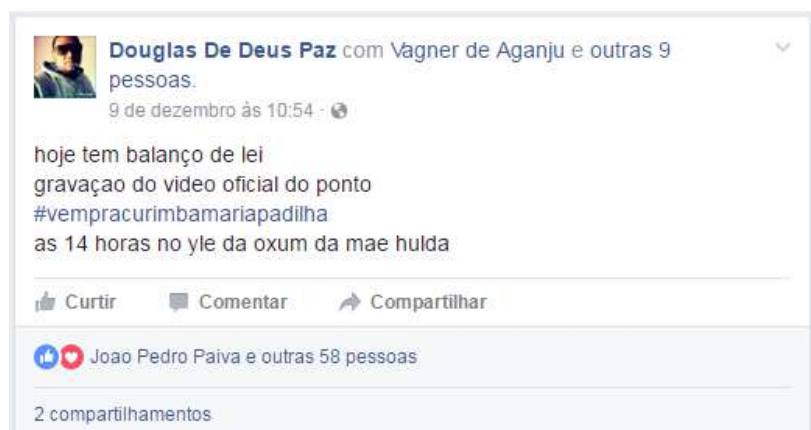 Douglas De Deus Paz com Vagner de Aganju e outras 9
pessoas.
9 de dezembro às 10:54 ·
hoje tem balanço de lei
gravaçao do video oficial do ponto
#vempracurimbamariapadilha
as 14 horas no yle da oxum da mae hulda
Curtir Comentar Compartilhar
Joao Pedro Paiva e outras 58 pessoas
2 compartilhamentos